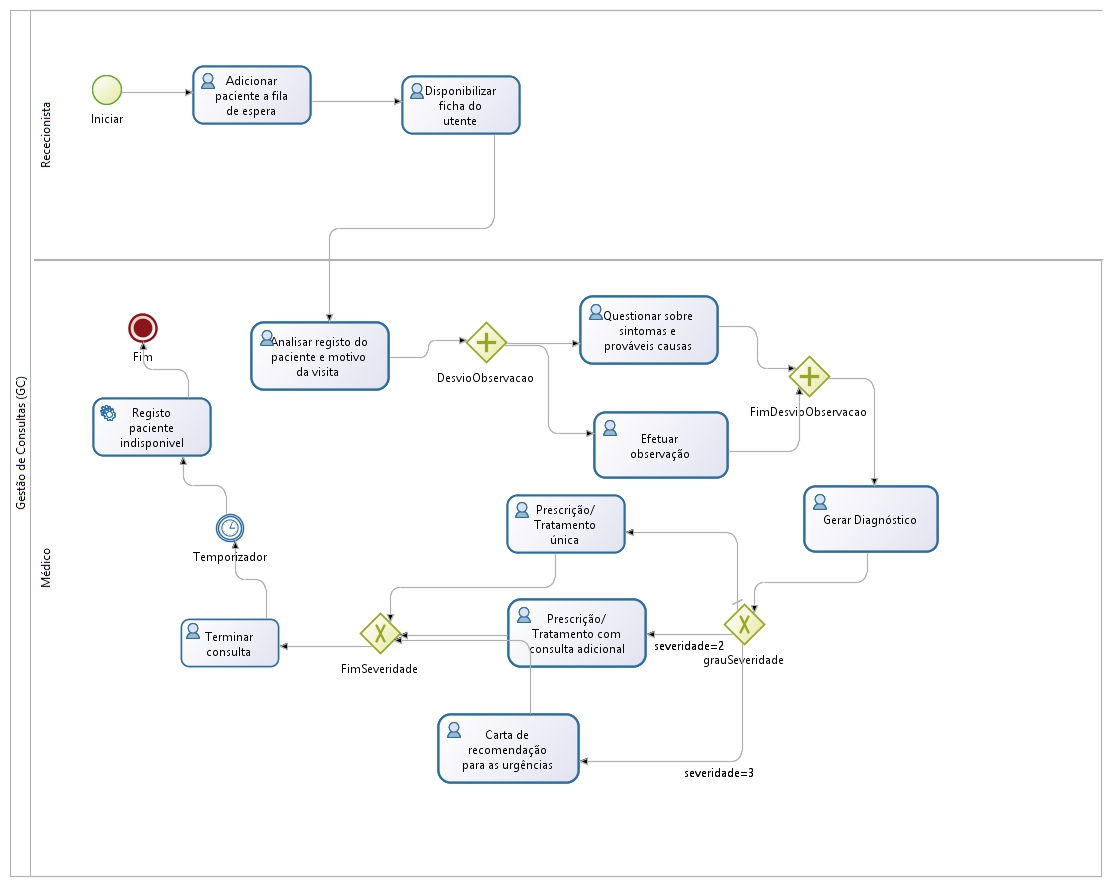 Gestão de Consultas (GC)
Rececionista
Iniciar
Adicionar
paciente a fila
de espera
Disponibilizar
ficha do
utente
Médico
Analisar registo do
paciente e motivo
da visita
DesvioObservacao
Questionar sobre
sintomas e
prováveis causas
Efetuar
observação
FimDesvioObservacao
Gerar Diagnóstico
grauSeveridade
severidade=2
severidade=3
Prescrição/
Tratamento
única
Prescrição/
Tratamento com
consulta adicional
Carta de
recomendação
para as urgências
FimSeveridade
Terminar
consulta
Temporizador
Registo
paciente
indisponivel
Fim